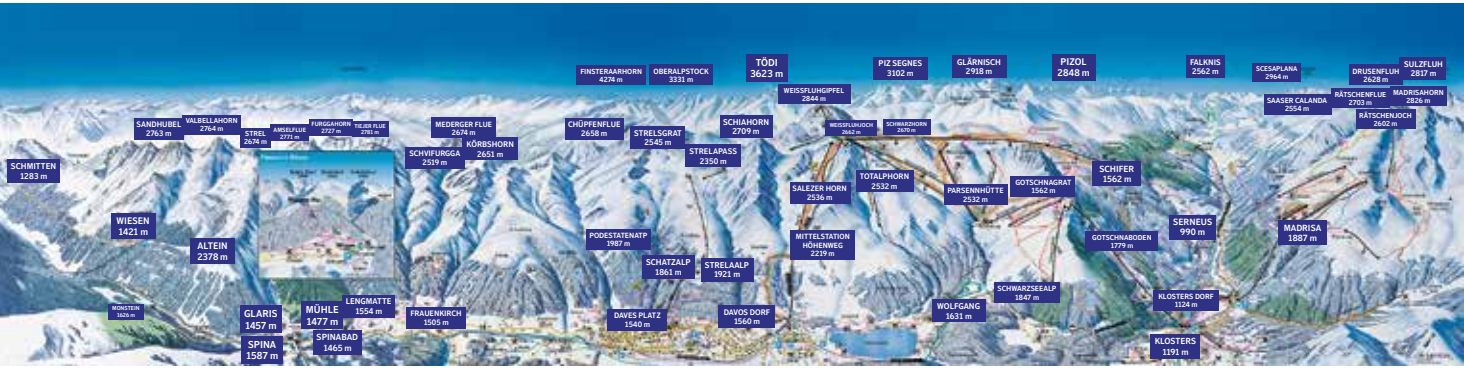 TÖDI
3623 m
FINSTERAARHORN
4274 m
OBERALPSTOCK
3331 m
PIZ SEGNES
3102 m
GLÄRNISCH
2918 m
PIZOL
2848 m
FALKNIS
2562 m
SCESAPLANA
2964 m
DRUSENFLUH
2628 m
SULZFLUH
2817 m
WEISSFLUHGIPFEL
2844 m
SAASER CALANDA
2554 m
RÄTSCHENFLUE
2703 m
MADRISAHORN
2826 m
RÄTSCHENJOCH
2602 m
SANDHUBEL
2763 m
VALBELLAHORN
2764 m
STREL
2674 m
AMSELFLUE
2771 m
FURGGAHORN
2727 m
TIEJER FLUE
2781 m
MEDERGER FLUE
2674 m
SCHVIFURGGA
2519 m
KÖRBSHORN
2651 m
CHÜPFENFLUE
2658 m
STRELSGRAT
2545 m
SCHIAHORN
2709 m
STRELAPASS
2350 m
WEISSFLUHJOCH
2662 m
SCHWARZHORN
2670 m
SCHMITTEN
1283 m
SALEZER HORN
2536 m
TOTALPHORN
2532 m
PARSENNHÜTTE
2532 m
GOTSCHNAGRAT
1562 m
SCHIFER
1562 m
WIESEN
1421 m
ALTEIN
2378 m
PODESTATENATP
1987 m
MITTELSTATION
HÖHENWEG
2219 m
GOTSCHNABODEN
1779 m
SERNEUS
990 m
MADRISA
1887 m
SCHATZALP
1861 m
STRELAALP
1921 m
SCHWARZSEEALP
1847 m
MONSTEIN
1626 m
GLARIS
1457 m
MÜHLE
1477 m
LENGMATTE
1554 m
FRAUENKIRCH
1505 m
DAVES PLATZ
1540 m
DAVOS DORF
1560 m
WOLFGANG
1631 m
KLOSTERS DORF
1124 m
SPINA
1587 m
SPINABAD
1465 m
KLOSTERS
1191 m